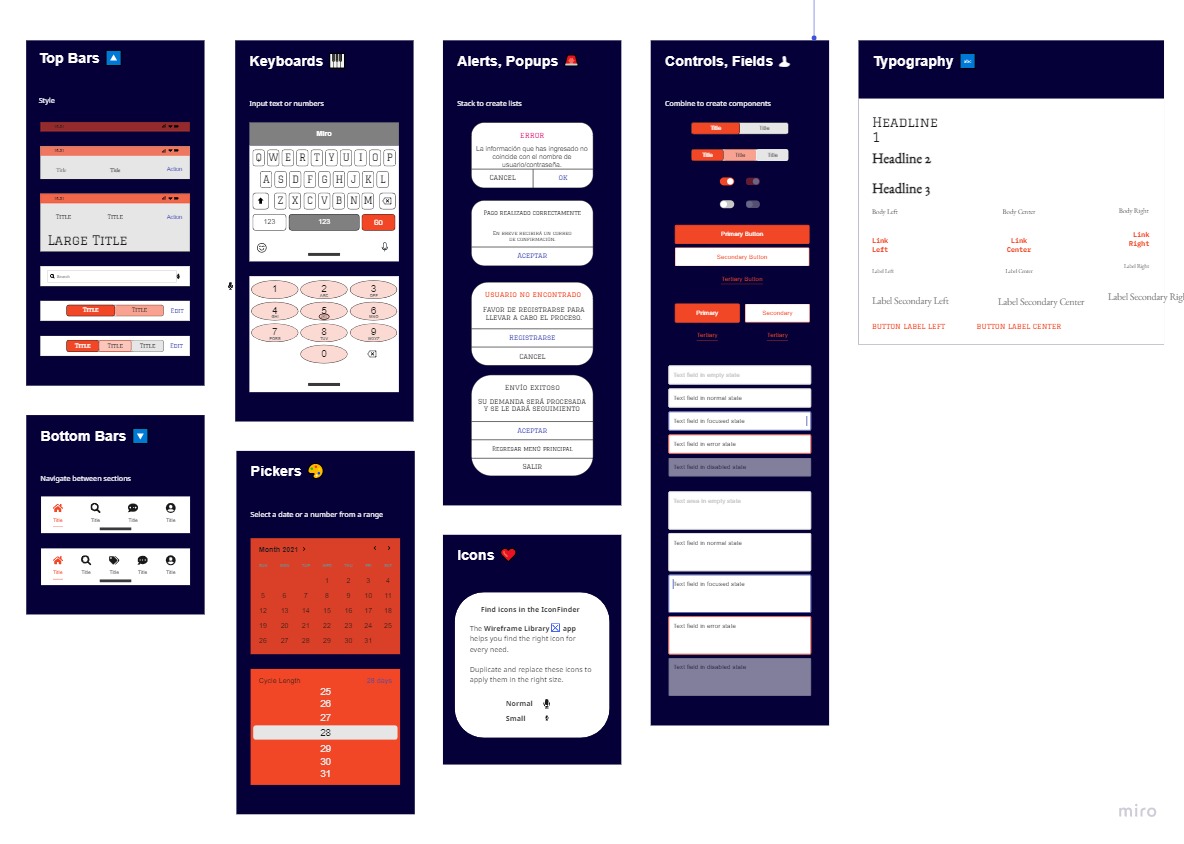 Top Bars
Style
Title
Title
Action
Title
Title
Action
Large Title
Search
Title
Title
Edit
Title
Title
Title
Edit
Bottom Bars
Navigate between sections
Title
Title
Title
Title
Title
Title
Title
Title
Title
Keyboards
Input text or numbers
Miro
Q W E R T Y U I O P
A S D F G H J K L
Z X C V B N M
123
123
Go
1
2
ABC
3
DEF
4
GHI
5
6
MNO
7
PQRS
8
TUV
9
WXYZ
0
Pickers
Select a date or a number from a range
Month 2021
1 2 3 4
5 6 7 8 9 10 11
12 13 14 15 16 17 18
19 20 21 22 23 24 25
26 27 28 29 30 31
Cycle Length
28 days
25
26
27
28
29
30
31
Alerts, Popups
Stack to create lists
ERROR
La información que has ingresado no
coincide con el nombre de
usuario/contraseña.
CANCEL
OK
Pago realizado correctamente
En breve recibirá un correo
de confirmación.
Aceptar
USUARIO NO ENCONTRADO
FAVOR DE REGISTRARSE PARA
LLEVAR A CABO EL PROCESO.
REGISTRARSE
CANCEL
ENVÍO EXITOSO
SU DEMANDA SERÁ PROCESADA
Y SE LE DARÁ SEGUIMIENTO
Aceptar
Regresar menú principal
SALIR
Icons
Find icons in the IconFinder
The Wireframe Library app
helps you find the right icon for
every need.
Duplicate and replace these icons to
apply them in the right size.
Normal
Small
Controls, Fields
Combine to create components
Title
Title
Title
Title
Title
Primary Button
Secondary Button
Tertiary Button
Primary
Secondary
Tertiary
Tertiary
Text field in empty state
Text field in normal state
Text field in focused state
Text field in error state
Text field in disabled state
Text area in empty state
Text field in normal state
Text field in focused state
Text field in error state
Text field in disabled state
Typography
abc
Headline
1
Headline 2
Headline 3
Body Left
Body Center
Body Right
Link
Left
Link
Center
Link
Right
Label Left
Label Center
Label Right
Label Secondary Left
Label Secondary Center
Label Secondary Rig
BUTTON LABEL LEFT
BUTTON LABEL CENTER
miro